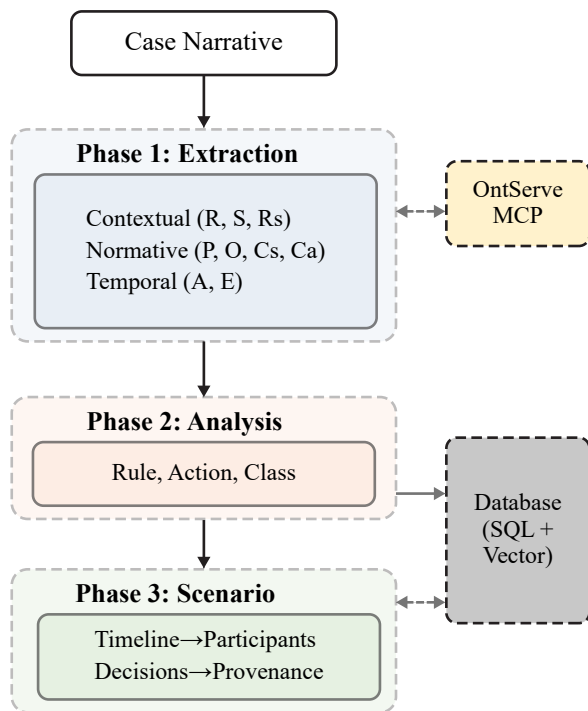 Case Narrative
Phase 1: Extraction
Contextual (R, S, Rs)
Normative (P, O, Cs, Ca)
Temporal (A, E)
OntServe
MCP
Phase 2: Analysis
Rule, Action, Class
Database
(SQL +
Vector)
Phase 3: Scenario
Timeline→Participants
Decisions→Provenance